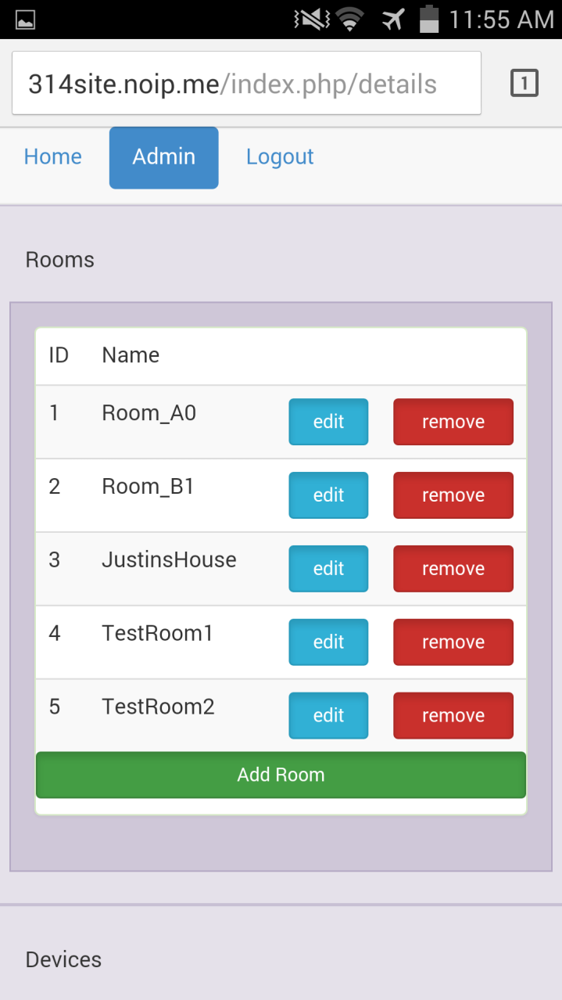 11:55 AM
314site.noip.me/index.php/details
1
Home Admin Logout
Rooms
ID Name
1 Room_A0 edit remove
2 Room_B1 edit remove
3 JustinsHouse edit remove
4 TestRoom1 edit remove
5 TestRoom2 edit remove
Add Room
Devices